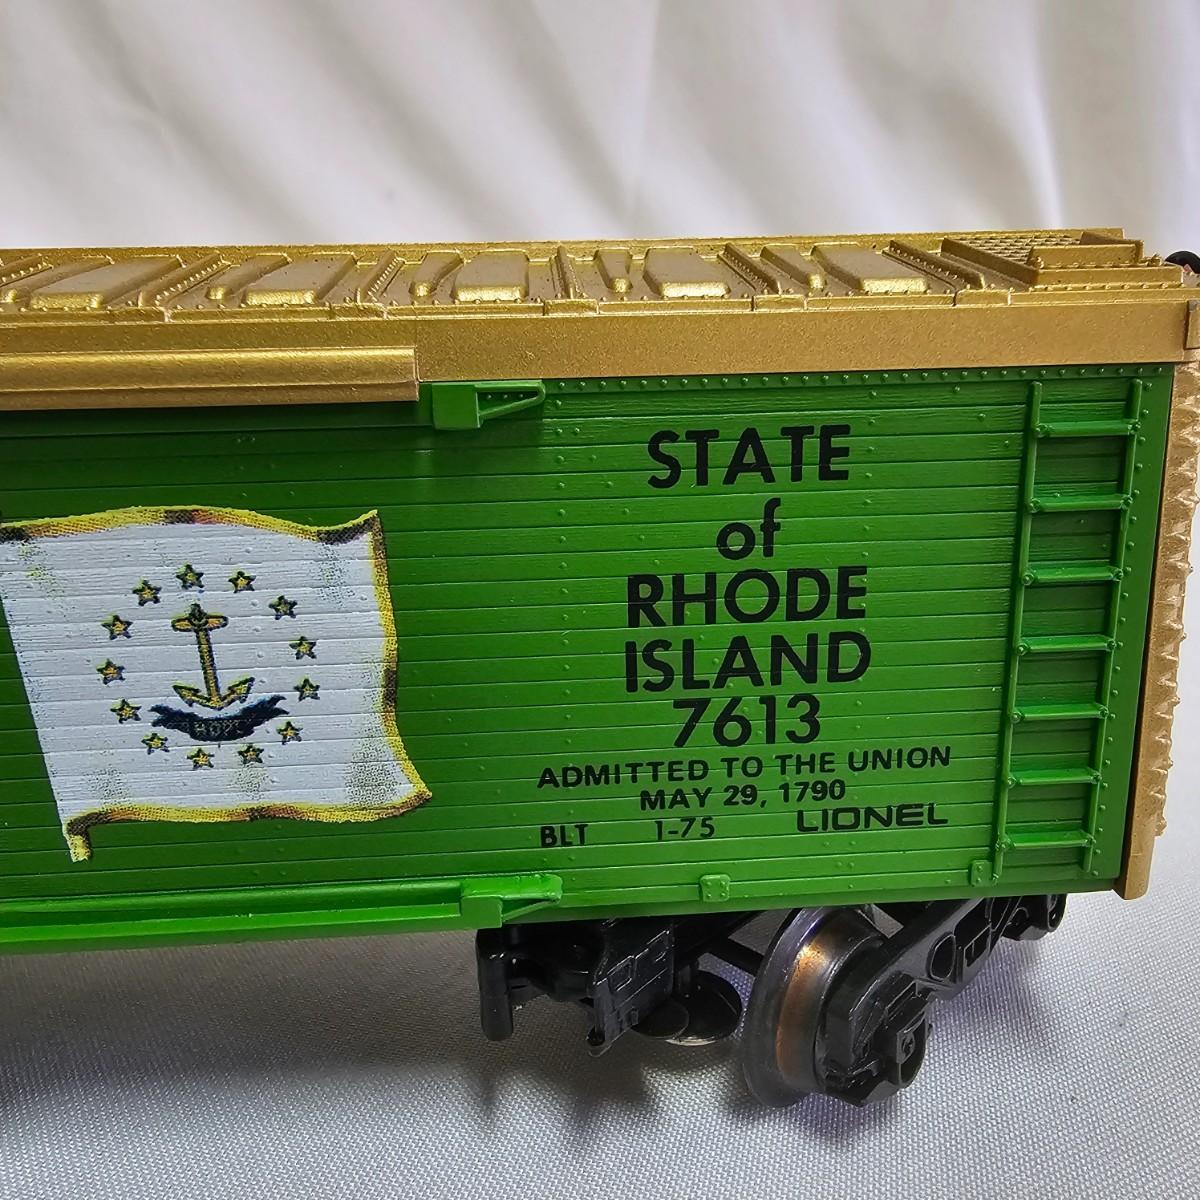 STATE
of
RHODE
ISLAND
7613
ADMITTED TO THE UNION
MAY 29, 1790
BLT 1-75 LIONEL